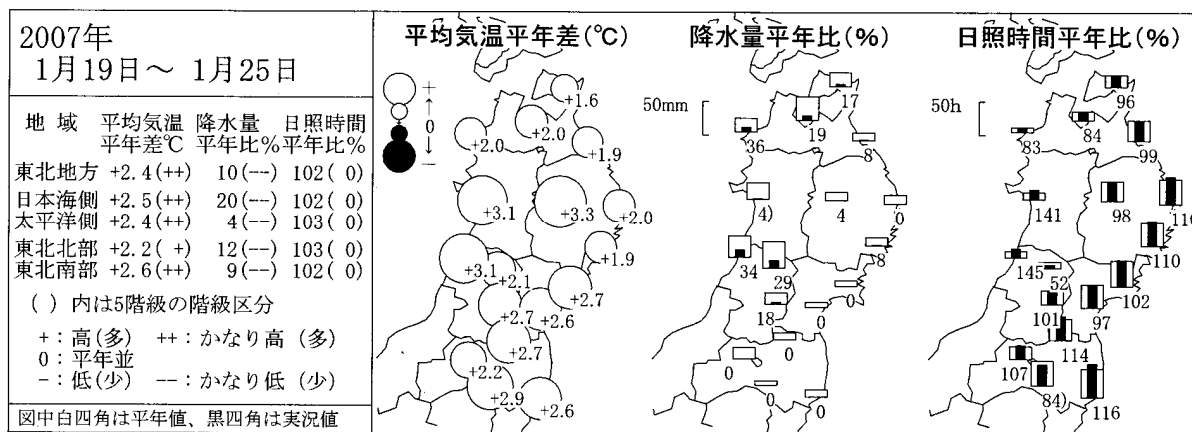 2007年
1月19日～ 1月25日
地 域 平均気温 降水量 日照時間
平年差℃ 平年比% 平年比%
東北地方 +2.4(++) 10(--) 102( 0)
日本海側 +2.5(++) 20(--) 102( 0)
太平洋側 +2.4(++) 4(--) 103( 0)
東北北部 +2.2( +) 12(--) 103( 0)
東北南部 +2.6(++) 9(--) 102( 0)
( ) 内は5階級の階級区分
+：高(多) ++：かなり高 (多)
0：平年並
-：低(少) --：かなり低 (少)
図中白四角は平年値、黒四角は実況値
平均気温平年差(℃)
+
↑
0
↓
-
+1.6
+2.0
+2.0
+1.9
+3.1
+3.3
+2.0
+1.9
+3.1
+2.1
+2.7
+2.7
+2.6
+2.7
+2.2
+2.9
+2.6
降水量平年比(%)
50mm
17
19
36
8
4)
4
0
8
34
29
0
18
0
0
0
0
0
日照時間平年比(%)
50h
96
84
83
99
141
98
116
110
145
52
102
101
97
114
107
84)
116